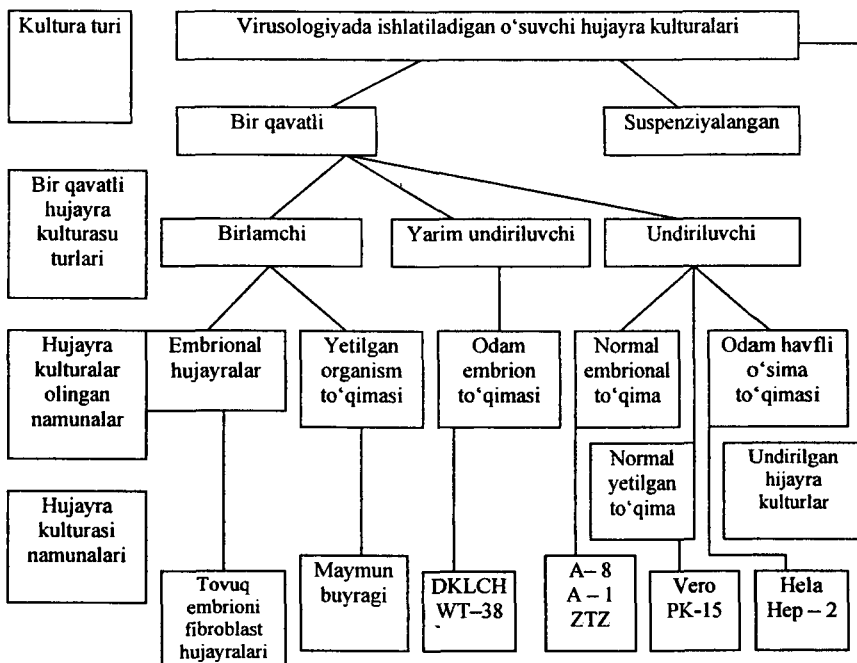 Kultura turi
Virusologiyada ishlatiladigan o‘suvchi hujayra kulturalari
Bir qavatli
Suspenziyalangan
Bir qavatli
hujayra
kulturasu
turlari
Birlamchi
Yarim undiriluvchi
Undiriluvchi
Hujayra
kulturalar
olingan
namunalar
Embrional
hujayralar
Yetilgan
organism
to‘qimasi
Odam
embrion
to‘qimasi
Normal
embrional
to‘qima
Odam havfli
o‘sima
to‘qimasi
Normal
yetilgan
to‘qima
Undirilgan
hijayra
kulturlar
Hujayra
kulturasi
namunalari
Tovuq
embrioni
fibroblast
hujayralari
Maymun
buyragi
DKLCH
WT–38
A– 8
A – 1
ZTZ
Vero
PK-15
Hela
Hep – 2